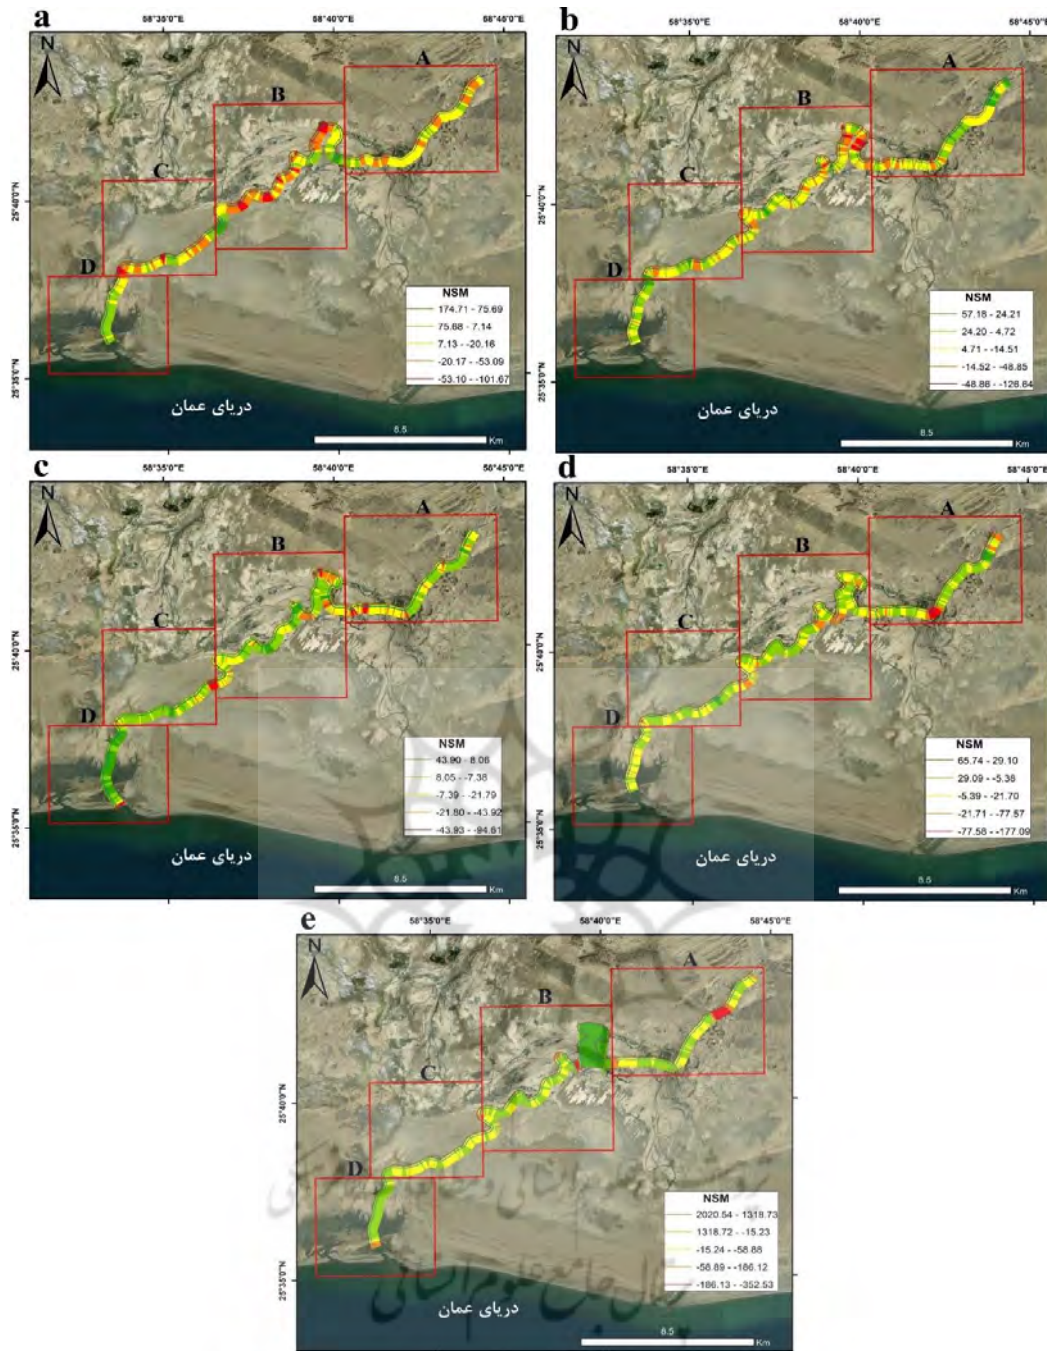 a
58°35'0"E 58°40'0"E 58°45'0"E
N
A
B
C
D
25°40'0"N
25°35'0"N
NSM
174.71 - 75.69
75.68 - 7.14
7.13 - -20.16
-20.17 - -53.09
-53.10 - -101.67
دریای عمان
8.5
Km
b
58°35'0"E 58°40'0"E 58°45'0"E
N
A
B
C
D
25°40'0"N
25°35'0"N
NSM
57.18 - 24.21
24.20 - 4.72
4.71 - -14.51
-14.52 - -48.85
-48.86 - -126.64
دریای عمان
8.5
Km
c
58°35'0"E 58°40'0"E 58°45'0"E
N
A
B
C
D
25°40'0"N
25°35'0"N
NSM
43.90 - 8.06
8.05 - -7.38
-7.39 - -21.79
-21.80 - -43.92
-43.93 - -94.61
دریای عمان
8.5
Km
d
58°35'0"E 58°40'0"E 58°45'0"E
N
A
B
C
D
25°40'0"N
25°35'0"N
NSM
65.74 - 29.10
29.09 - -5.38
-5.39 - -21.70
-21.71 - -77.57
-77.58 - -177.09
دریای عمان
8.5
Km
e
58°35'0"E 58°40'0"E 58°45'0"E
N
A
B
C
D
25°40'0"N
25°35'0"N
NSM
2020.54 - 1318.73
1318.72 - -15.23
-15.24 - -58.88
-58.89 - -186.12
-186.13 - -352.53
دریای عمان
8.5
Km
پرتال جامع علوم انسانی